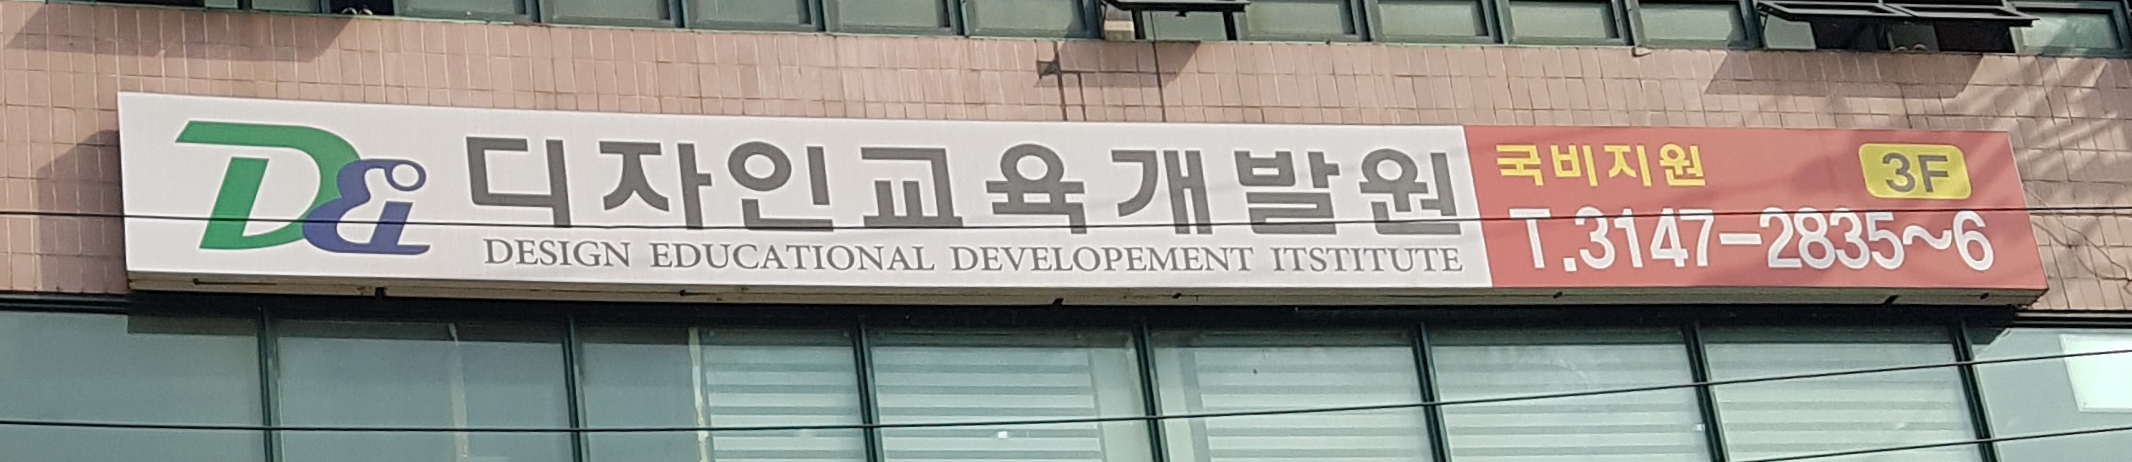 D&
디자인교육개발원
DESIGN EDUCATIONAL DEVELOPEMENT ITSTITUTE
국비지원
3F
T.3147-2835~6